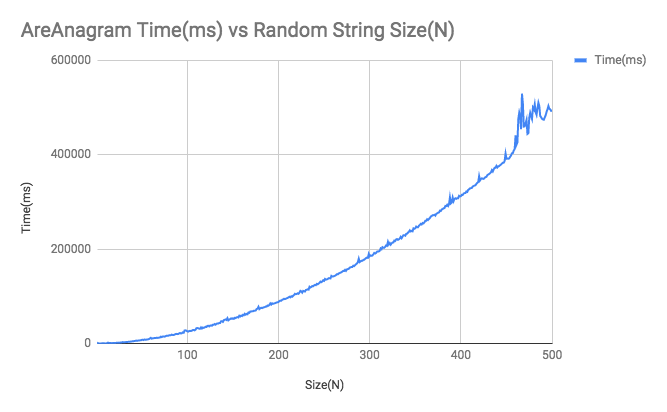 AreAnagram Time(ms) vs Random String Size(N)
Time(ms)
600000
400000
200000
0
Time(ms)
100 200 300 400 500
Size(N)